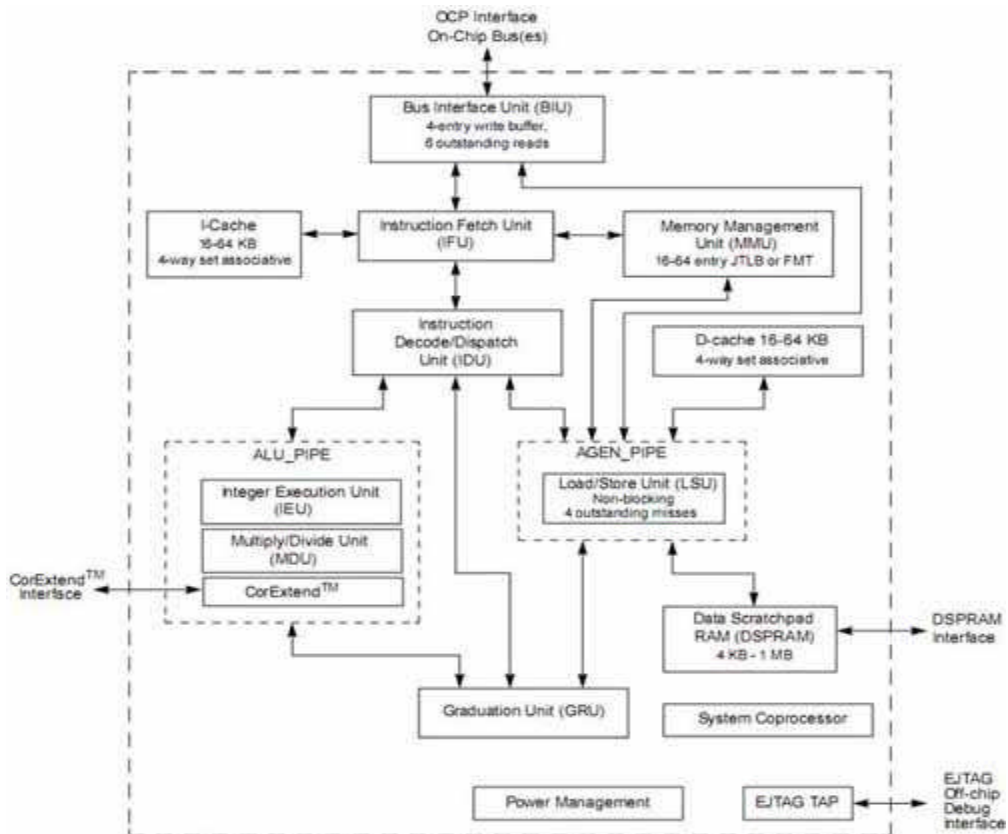 OCP Interface
On-Chip Bus(es)
Bus Interface Unit (BIU)
4-entry write buffer,
6 outstanding reads
I-Cache
16-64 KB
4-way set associative
Instruction Fetch Unit
(IFU)
Memory Management
Unit (MMU)
16-64 entry JTLB or FMT
Instruction
Decode/Dispatch
Unit (IDU)
D-cache 16-64 KB
4-way set associative
ALU_PIPE
Integer Execution Unit
(IEU)
Multiply/Divide Unit
(MDU)
CorExtend™
AGEN_PIPE
Load/Store Unit (LSU)
Non-blocking
4 outstanding misses
CorExtend™
Interface
Data Scratchpad
RAM (DSPRAM)
4 KB - 1 MB
DSPRAM
Interface
Graduation Unit (GRU)
System Coprocessor
Power Management
EJTAG TAP
EJTAG
Off-chip
Debug
Interface